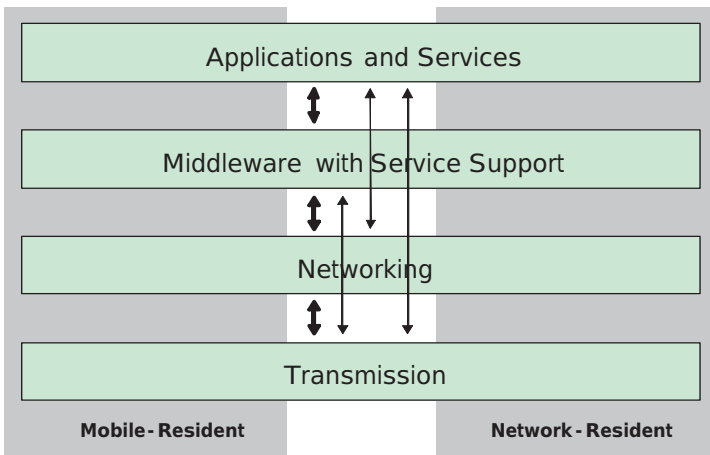 Applications and Services
Middleware with Service Support
Networking
Transmission
Mobile-Resident
Network-Resident